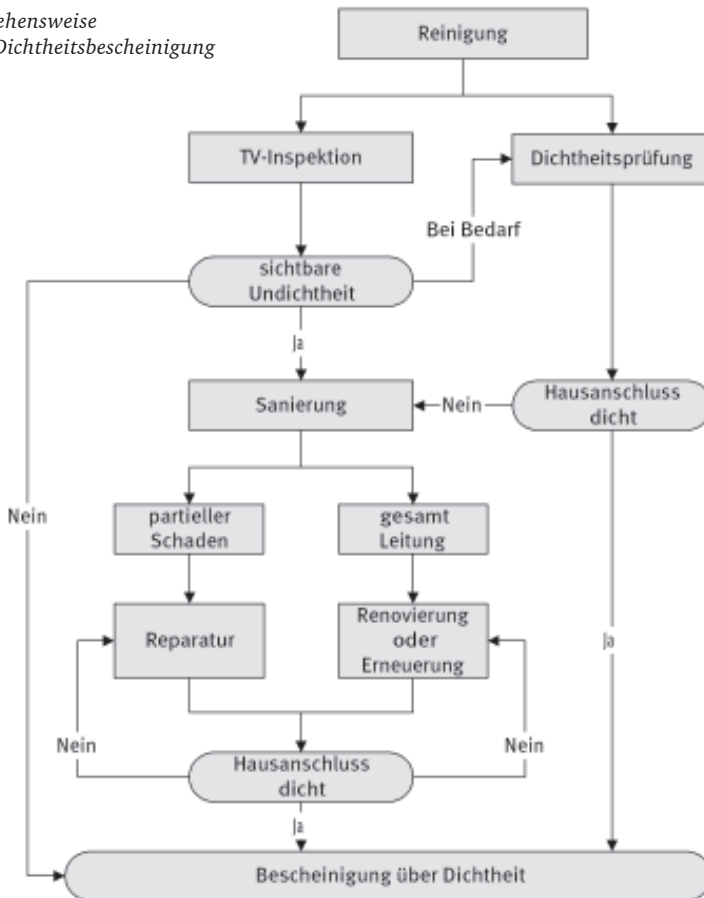 Dichtheitsbescheinigung
Reinigung
TV-Inspektion
Dichtheitsprüfung
Bei Bedarf
sichtbare
Undichtheit
Ja
Sanierung
Nein
Hausanschluss
dicht
Nein
partieller
Schaden
gesamt
Leitung
Reparatur
Renovierung
oder
Erneuerung
Ja
Nein
Nein
Hausanschluss
dicht
Ja
Bescheinigung über Dichtheit